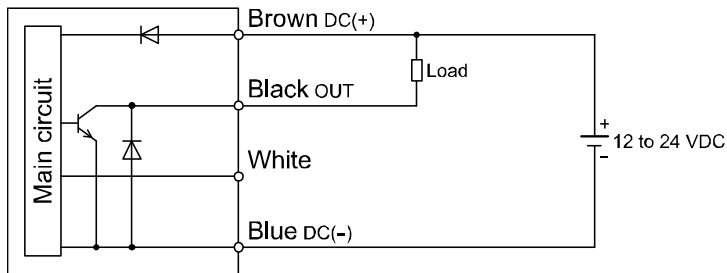 Main circuit
Brown DC(+)
Load
Black OUT
White
+
12 to 24 VDC
−
Blue DC(−)